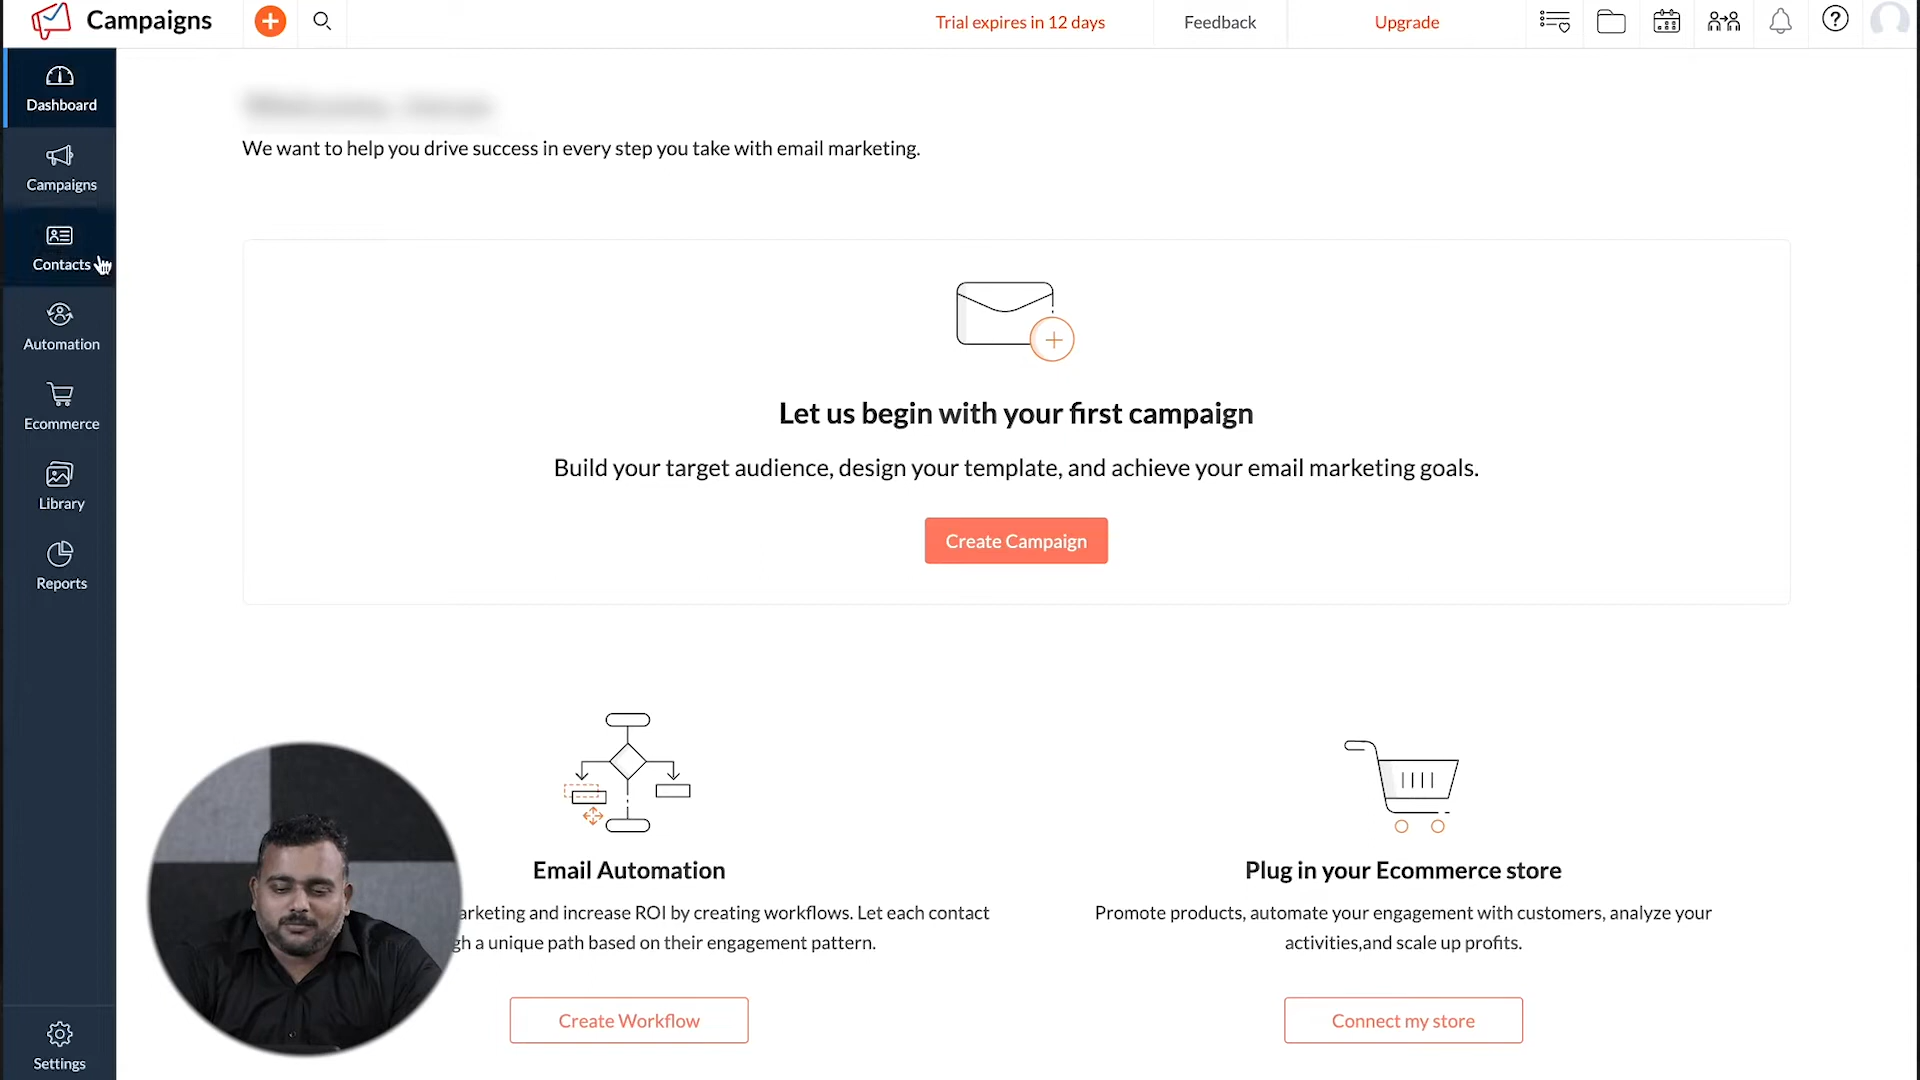 Campaigns
Trial expires in 12 days
Feedback
Upgrade
Dashboard
Campaigns
Contacts
Automation
Ecommerce
Library
Reports
Settings
We want to help you drive success in every step you take with email marketing.
Let us begin with your first campaign
Build your target audience, design your template, and achieve your email marketing goals.
Create Campaign
Email Automation
arketing and increase ROI by creating workflows. Let each contact
gh a unique path based on their engagement pattern.
Create Workflow
Plug in your Ecommerce store
Promote products, automate your engagement with customers, analyze your
activities,and scale up profits.
Connect my store